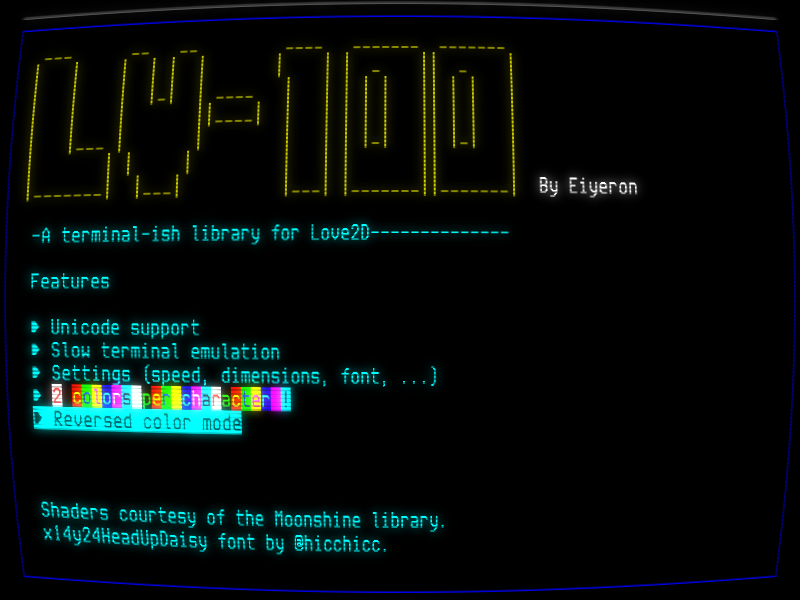 LV-100
By Eiyeron
-A terminal-ish library for Love2D--------------
Features
Unicode support
Slow terminal emulation
Settings (speed, dimensions, font, ...)
2 colors per character !
Reversed color mode
Shaders courtesy of the Moonshine library.
x14y24HeadUpDaisy font by @hicchicc.